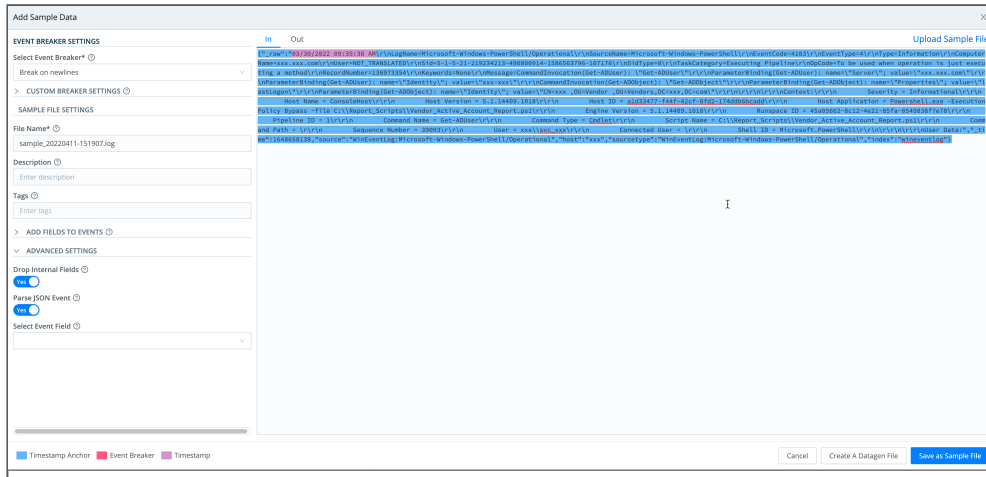 Add Sample Data
EVENT BREAKER SETTINGS
In Out
Upload Sample File
Select Event Breaker*
Break on newlines
CUSTOM BREAKER SETTINGS
SAMPLE FILE SETTINGS
File Name*
sample_20220411-151907.log
Description
Enter description
Tags
Enter tags
ADD FIELDS TO EVENTS
ADVANCED SETTINGS
Drop Internal Fields
Yes
Parse JSON Event
Yes
Select Event Field
{"_raw":"03/30/2022 09:35:38 AM\r\nLogName=Microsoft-Windows-PowerShell/Operational\r\nSourceName=Microsoft-Windows-PowerShell\r\nEventCode=4103\r\nEventType=4\r\nType=Information\r\nComputer
Name=xxx.xxx.com\r\nUser=NOT_TRANSLATED\r\nSid=S-1-5-21-219234213-400800914-1586563796-107176\r\nSidType=0\r\nTaskCategory=Executing Pipeline\r\nOpCode=To be used when operation is just execu
ting a method\r\nRecordNumber=136973354\r\nKeywords=None\r\nMessage=CommandInvocation(Get-ADUser): \"Get-ADUser\"\r\r\nParameterBinding(Get-ADUser): name=\"Server\"; value=\"xxx.xxx.com\"\r\r
\nParameterBinding(Get-ADUser): name=\"Identity\"; value=\"xxx-xxx\"\r\r\nCommandInvocation(Get-ADObject): \"Get-ADObject\"\r\r\nParameterBinding(Get-ADObject): name=\"Properties\"; value=\"l
astLogon\"\r\r\nParameterBinding(Get-ADObject): name=\"Identity\"; value=\"CN=xxx ,OU=Vendor ,OU=Vendora,DC=xxx,DC=com\"\r\r\n\r\r\n\r\r\nContext:\r\r\n Severity = Informational\r\r\n
Host Name = ConsoleHost\r\r\n Host Version = 5.1.14409.1018\r\r\n Host ID = Host Application = Powershell.exe -Execution
Policy Bypass -file C:\\Report_Scripts\\Vendor_Active_Account_Report.ps1\r\r\n Engine Version = 5.1.14409.1018\r\r\n Runspace ID =
Pipeline ID = 1\r\r\n Command Name = Get-ADUser\r\r\n Command Type = Cmdlet\r\r\n Script Name = C:\\Report_Scripts\\Vendor_Active_Account_Report.ps1\r\r\n Comm
and Path = \r\r\n Sequence Number = 39093\r\r\n User = xxx\\svc_xxx\r\r\n Connected User = \r\r\n Shell ID = Microsoft.PowerShell\r\r\n\r\r\n\r\r\nUser Data:","_ti
me":1648658138,"source":"WinEventLog:Microsoft-Windows-PowerShell/Operational","host":"xxx","sourcetype":"WinEventLog:Microsoft-Windows-PowerShell/Operational","index":"wineventlog"}
Timestamp Anchor Event Breaker Timestamp
Cancel Create A Datagen File Save as Sample File